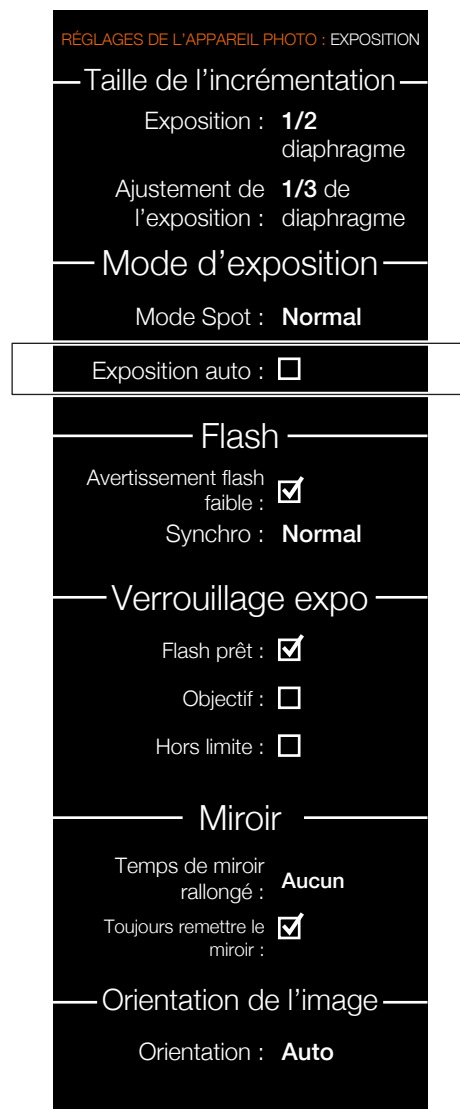 RÉGLAGES DE L'APPAREIL PHOTO : EXPOSITION
Taille de l'incrémentation
Exposition : 1/2
diaphragme
Ajustement de 1/3 de
l'exposition : diaphragme
Mode d'exposition
Mode Spot : Normal
Exposition auto :
Flash
Avertissement flash
faible :
Synchro : Normal
Verrouillage expo
Flash prêt :
Objectif :
Hors limite :
Miroir
Temps de miroir
rallongé : Aucun
Toujours remettre le
miroir :
Orientation de l'image
Orientation : Auto